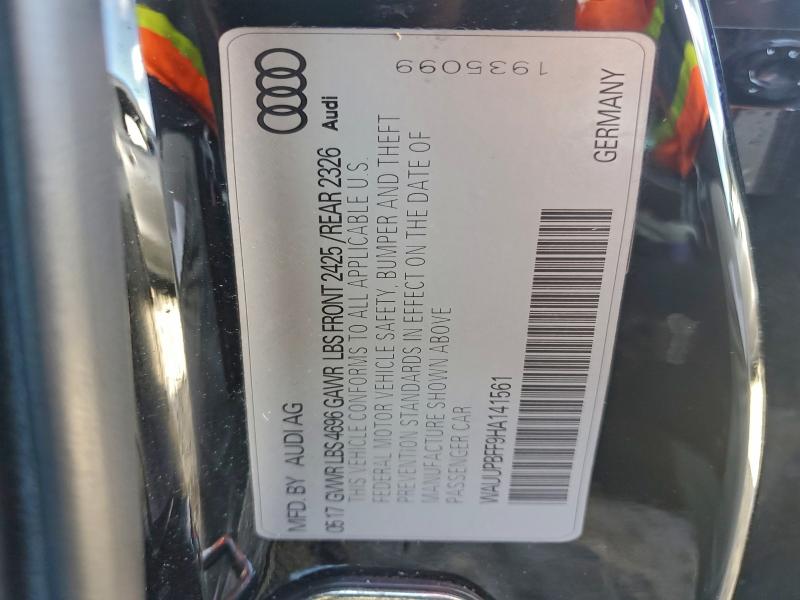 MFD. BY AUDI AG
05 17 GVWR LBS 4696 GAWR LBS FRONT 2425 /REAR 2326
THIS VEHICLE CONFORMS TO ALL APPLICABLE U.S.
FEDERAL MOTOR VEHICLE SAFETY, BUMPER AND THEFT
PREVENTION STANDARDS IN EFFECT ON THE DATE OF
MANUFACTURE SHOWN ABOVE
PASSENGER CAR
WAUUPBFF9HA141561
Audi
1935099
GERMANY